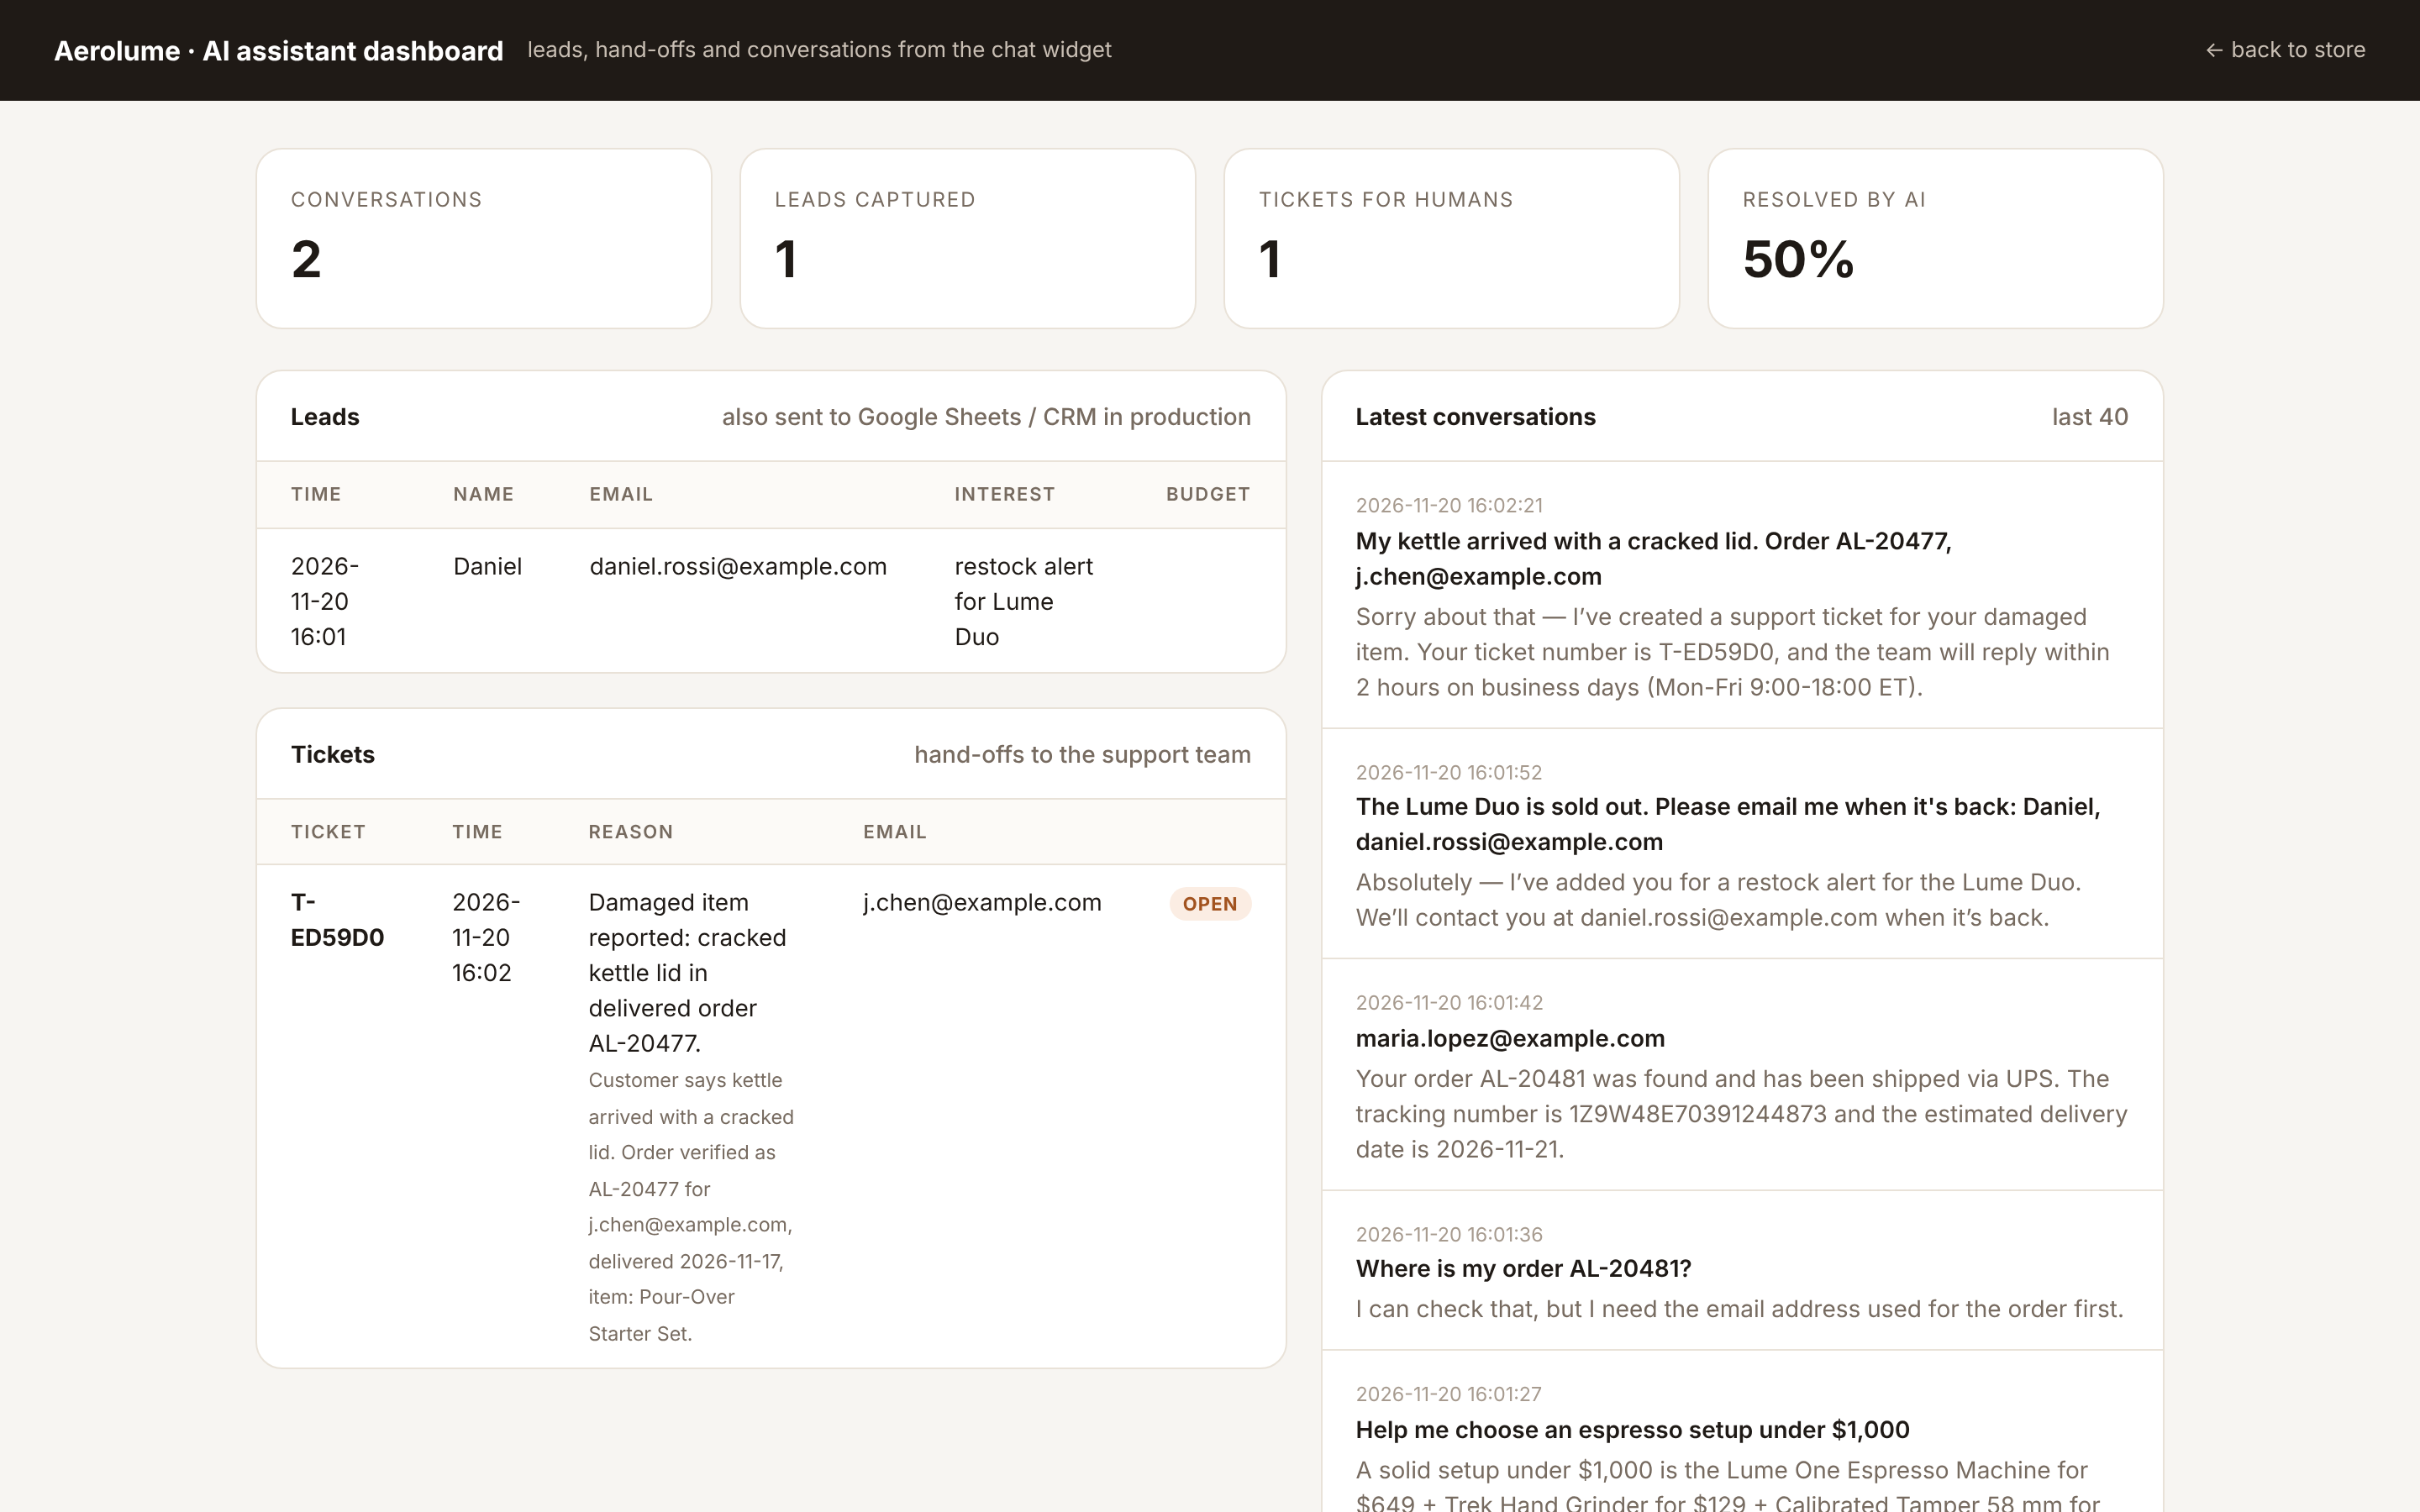 Aerolume · AI assistant dashboard leads, hand-offs and conversations from the chat widget ← back to store
CONVERSATIONS
2
LEADS CAPTURED
1
TICKETS FOR HUMANS
1
RESOLVED BY AI
50%
Leads also sent to Google Sheets / CRM in production
TIME NAME EMAIL INTEREST BUDGET
2026- Daniel daniel.rossi@example.com restock alert
11-20 for Lume
16:01 Duo
Tickets hand-offs to the support team
TICKET TIME REASON EMAIL
T- 2026- Damaged item j.chen@example.com OPEN
ED59D0 11-20 reported: cracked
16:02 kettle lid in
delivered order
AL-20477.
Customer says kettle
arrived with a cracked
lid. Order verified as
AL-20477 for
j.chen@example.com,
delivered 2026-11-17,
item: Pour-Over
Starter Set.
Latest conversations last 40
2026-11-20 16:02:21
My kettle arrived with a cracked lid. Order AL-20477,
j.chen@example.com
Sorry about that — I’ve created a support ticket for your damaged
item. Your ticket number is T-ED59D0, and the team will reply within
2 hours on business days (Mon-Fri 9:00-18:00 ET).
2026-11-20 16:01:52
The Lume Duo is sold out. Please email me when it's back: Daniel,
daniel.rossi@example.com
Absolutely — I’ve added you for a restock alert for the Lume Duo.
We’ll contact you at daniel.rossi@example.com when it’s back.
2026-11-20 16:01:42
maria.lopez@example.com
Your order AL-20481 was found and has been shipped via UPS. The
tracking number is 1Z9W48E70391244873 and the estimated delivery
date is 2026-11-21.
2026-11-20 16:01:36
Where is my order AL-20481?
I can check that, but I need the email address used for the order first.
2026-11-20 16:01:27
Help me choose an espresso setup under $1,000
A solid setup under $1,000 is the Lume One Espresso Machine for
$649 + Trek Hand Grinder for $129 + Calibrated Tamper 58 mm for